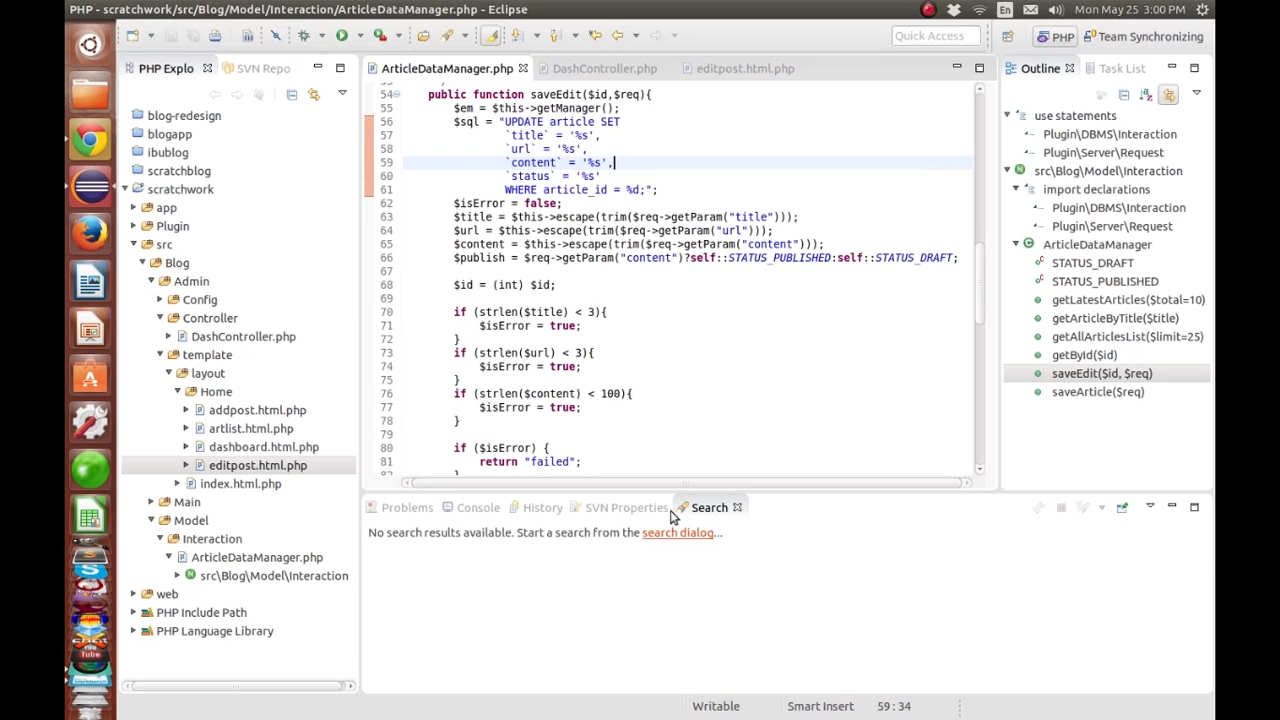 PHP - scratchwork/src/Blog/Model/Interaction/ArticleDataManager.php - Eclipse
En
Mon May 25 3:00 PM
Quick Access
PHP
Team Synchronizing
PHP Explo
SVN Repo
blog-redesign
blogapp
ibublog
scratchblog
scratchwork
app
Plugin
src
Blog
Admin
Config
Controller
DashController.php
template
layout
Home
addpost.html.php
artlist.html.php
dashboard.html.php
editpost.html.php
index.html.php
Main
Model
Interaction
ArticleDataManager.php
src\Blog\Model\Interaction
web
PHP Include Path
PHP Language Library
ArticleDataManager.php
DashController.php
editpost.html.php
54 public function saveEdit($id,$req){
55 $em = $this->getManager();
56 $sql = "UPDATE article SET
57 `title` = '%s',
58 `url` = '%s',
59 `content` = '%s',
60 `status` = '%s'
61 WHERE article_id = %d;";
62 $isError = false;
63 $title = $this->escape(trim($req->getParam("title")));
64 $url = $this->escape(trim($req->getParam("url")));
65 $content = $this->escape(trim($req->getParam("content")));
66 $publish = $req->getParam("content")?self::STATUS_PUBLISHED:self::STATUS_DRAFT;
67
68 $id = (int) $id;
69
70 if (strlen($title) < 3){
71 $isError = true;
72 }
73 if (strlen($url) < 3){
74 $isError = true;
75 }
76 if (strlen($content) < 100){
77 $isError = true;
78 }
79
80 if ($isError) {
81 return "failed";
Problems
Console
History
SVN Properties
Search
No search results available. Start a search from the search dialog...
Outline
Task List
use statements
Plugin\DBMS\Interaction
Plugin\Server\Request
src\Blog\Model\Interaction
import declarations
Plugin\DBMS\Interaction
Plugin\Server\Request
ArticleDataManager
STATUS_DRAFT
STATUS_PUBLISHED
getLatestArticles($total=10)
getArticleByTitle($title)
getAllArticlesList($limit=25)
getById($id)
saveEdit($id, $req)
saveArticle($req)
Writable
Smart Insert
59 : 34